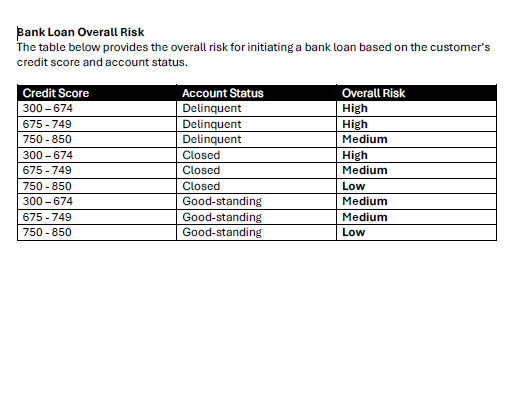 Bank Loan Overall Risk
The table below provides the overall risk for initiating a bank loan based on the customer's
credit score and account status.
Credit Score Account Status Overall Risk
300 – 674 Delinquent High
675 - 749 Delinquent High
750 - 850 Delinquent Medium
300 – 674 Closed High
675 - 749 Closed Medium
750 - 850 Closed Low
300 – 674 Good-standing Medium
675 - 749 Good-standing Medium
750 - 850 Good-standing Low